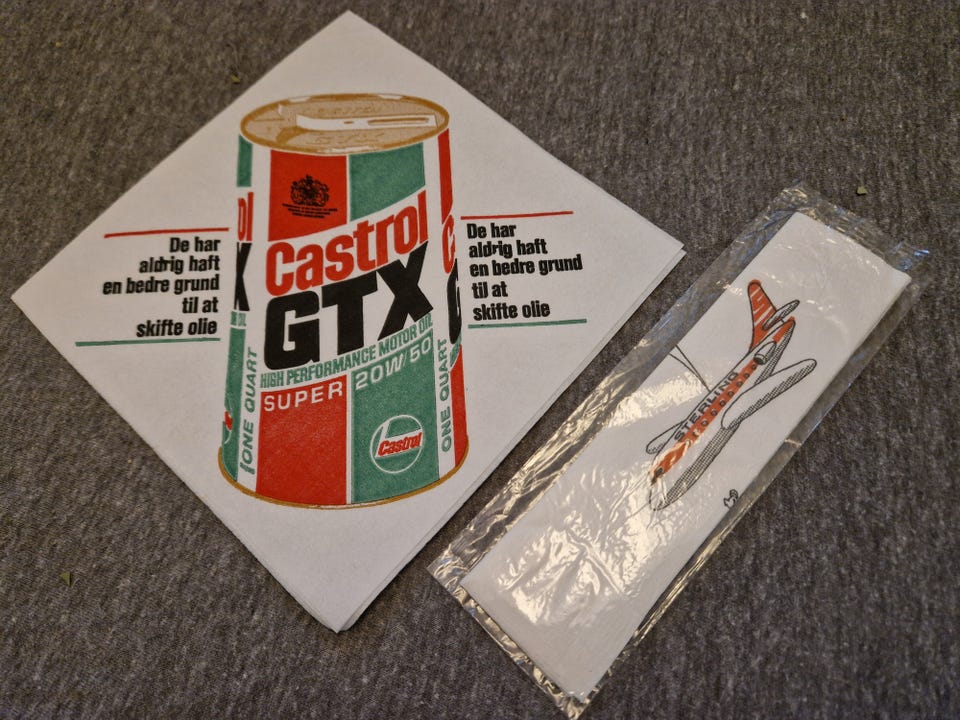 De har
aldrig haft
en bedre grund
til at
skifte olie
Castrol
GTX
HIGH PERFORMANCE MOTOR OIL
SUPER 20W/50
Castrol
ONE QUART
ONE QUART
De har
aldrig haft
en bedre grund
til at
skifte olie
STERLING